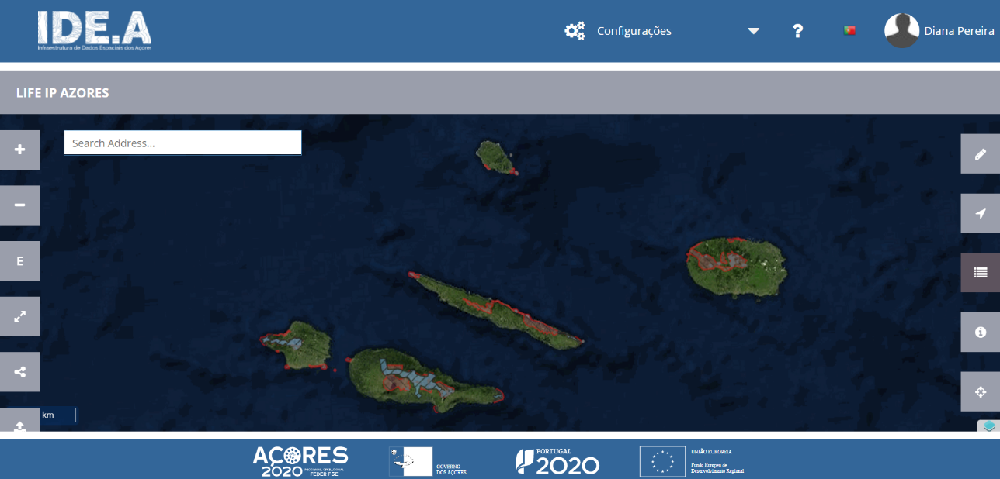 IDE.A
Infraestrutura de Dados Espaciais dos Açores
Configurações
?
Diana Pereira
LIFE IP AZORES
Search Address...
E
km
AÇORES
2020 PROGRAMA OPERACIONAL
FEDER FSE
GOVERNO
DOS AÇORES
PORTUGAL
2020
UNIÃO EUROPEIA
Fundo Europeu de
Desenvolvimento Regional